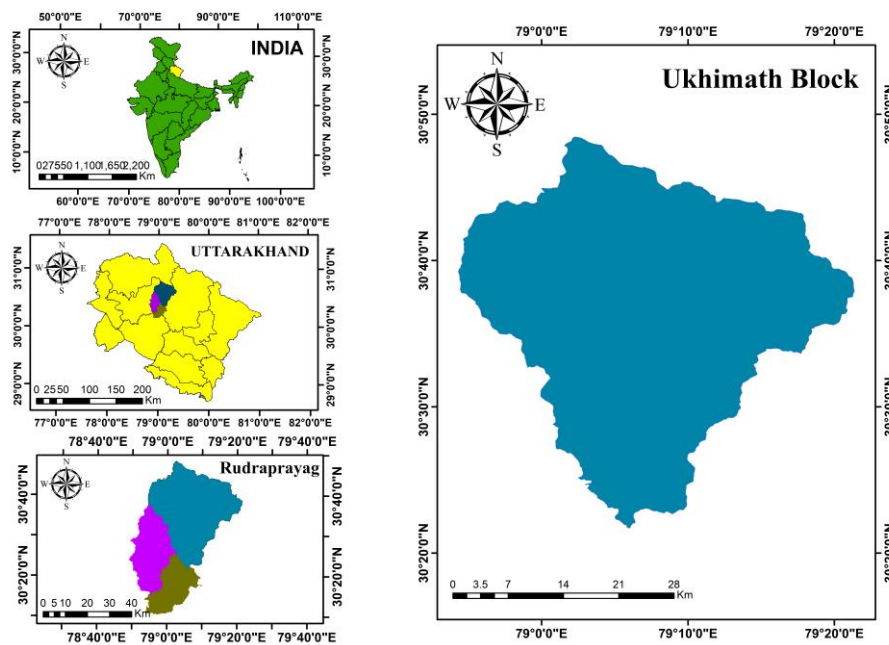 50°0'0"E 70°0'0"E 80°0'0"E 90°0'0"E
INDIA
N
W E
S
30°0'0"N
20°0'0"N
10°0'0"N
30°0'0"N
20°0'0"N
10°0'0"N
0275550 1,100 1,650 2,200
Km
60°0'0"E 70°0'0"E 80°0'0"E 90°0'0"E 100°0'0"E
77°0'0"E 78°0'0"E 79°0'0"E 80°0'0"E 81°0'0"E 82°0'0"E
UTTARAKHAND
N
W E
S
31°0'0"N
30°0'0"N
29°0'0"N
31°0'0"N
30°0'0"N
29°0'0"N
0 25 50 100 150 200
Km
77°0'0"E 78°0'0"E 79°0'0"E 80°0'0"E 81°0'0"E 82°0'0"E
78°40'0"E 79°0'0"E 79°20'0"E 79°40'0"E
Rudraprayag
N
W E
S
30°40'0"N
30°20'0"N
30°40'0"N
30°20'0"N
0 5 10 20 30 40
Km
78°40'0"E 79°0'0"E 79°20'0"E 79°40'0"E
79°0'0"E 79°10'0"E 79°20'0"E
Ukhimath Block
N
W E
S
30°50'0"N
30°40'0"N
30°30'0"N
30°20'0"N
0 3.5 7 14 21 28
Km
79°0'0"E 79°10'0"E 79°20'0"E